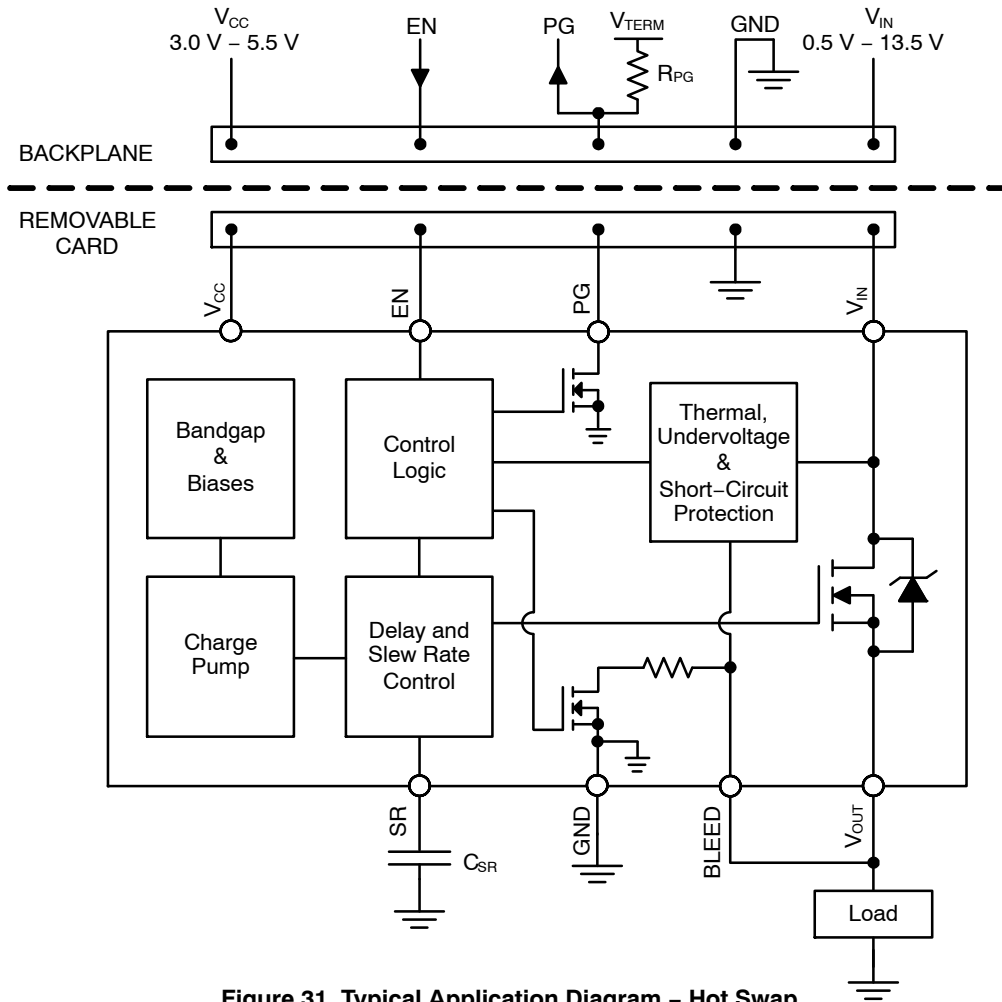 VCC
3.0 V – 5.5 V
EN
PG
VTERM
RPG
GND
VIN
0.5 V – 13.5 V
BACKPLANE
REMOVABLE
CARD
VCC
EN
PG
VIN
Bandgap
&
Biases
Control
Logic
Thermal,
Undervoltage
&
Short–Circuit
Protection
Charge
Pump
Delay and
Slew Rate
Control
SR
GND
BLEED
VOUT
CSR
Load
Figure 31. Typical Application Diagram – Hot Swap